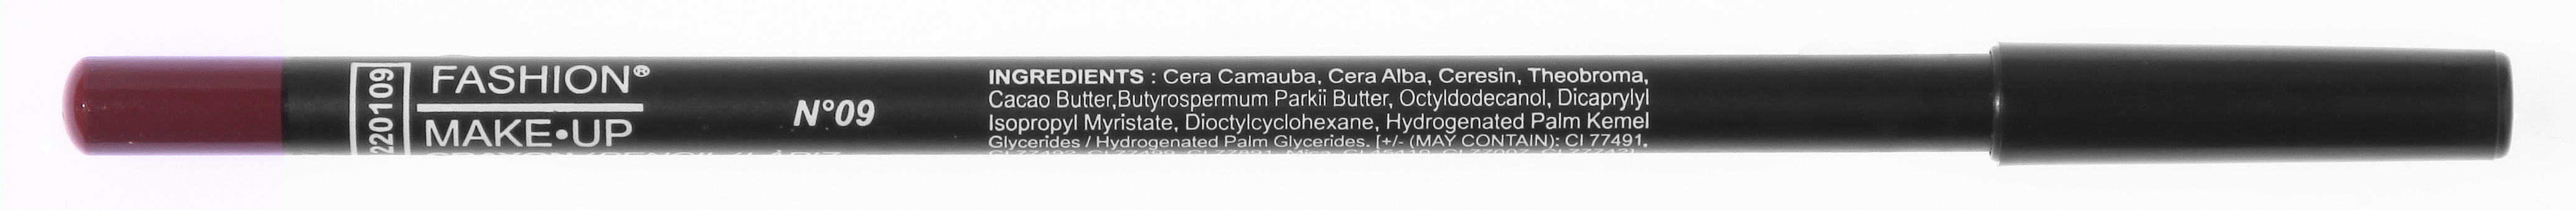 220109
FASHION®
MAKE•UP
N°09
INGREDIENTS : Cera Camauba, Cera Alba, Ceresin, Theobroma,
Cacao Butter,Butyrospermum Parkii Butter, Octyldodecanol, Dicaprylyl
Isopropyl Myristate, Dioctylcyclohexane, Hydrogenated Palm Kemel
Glycerides / Hydrogenated Palm Glycerides. [+/- (MAY CONTAIN): CI 77491,